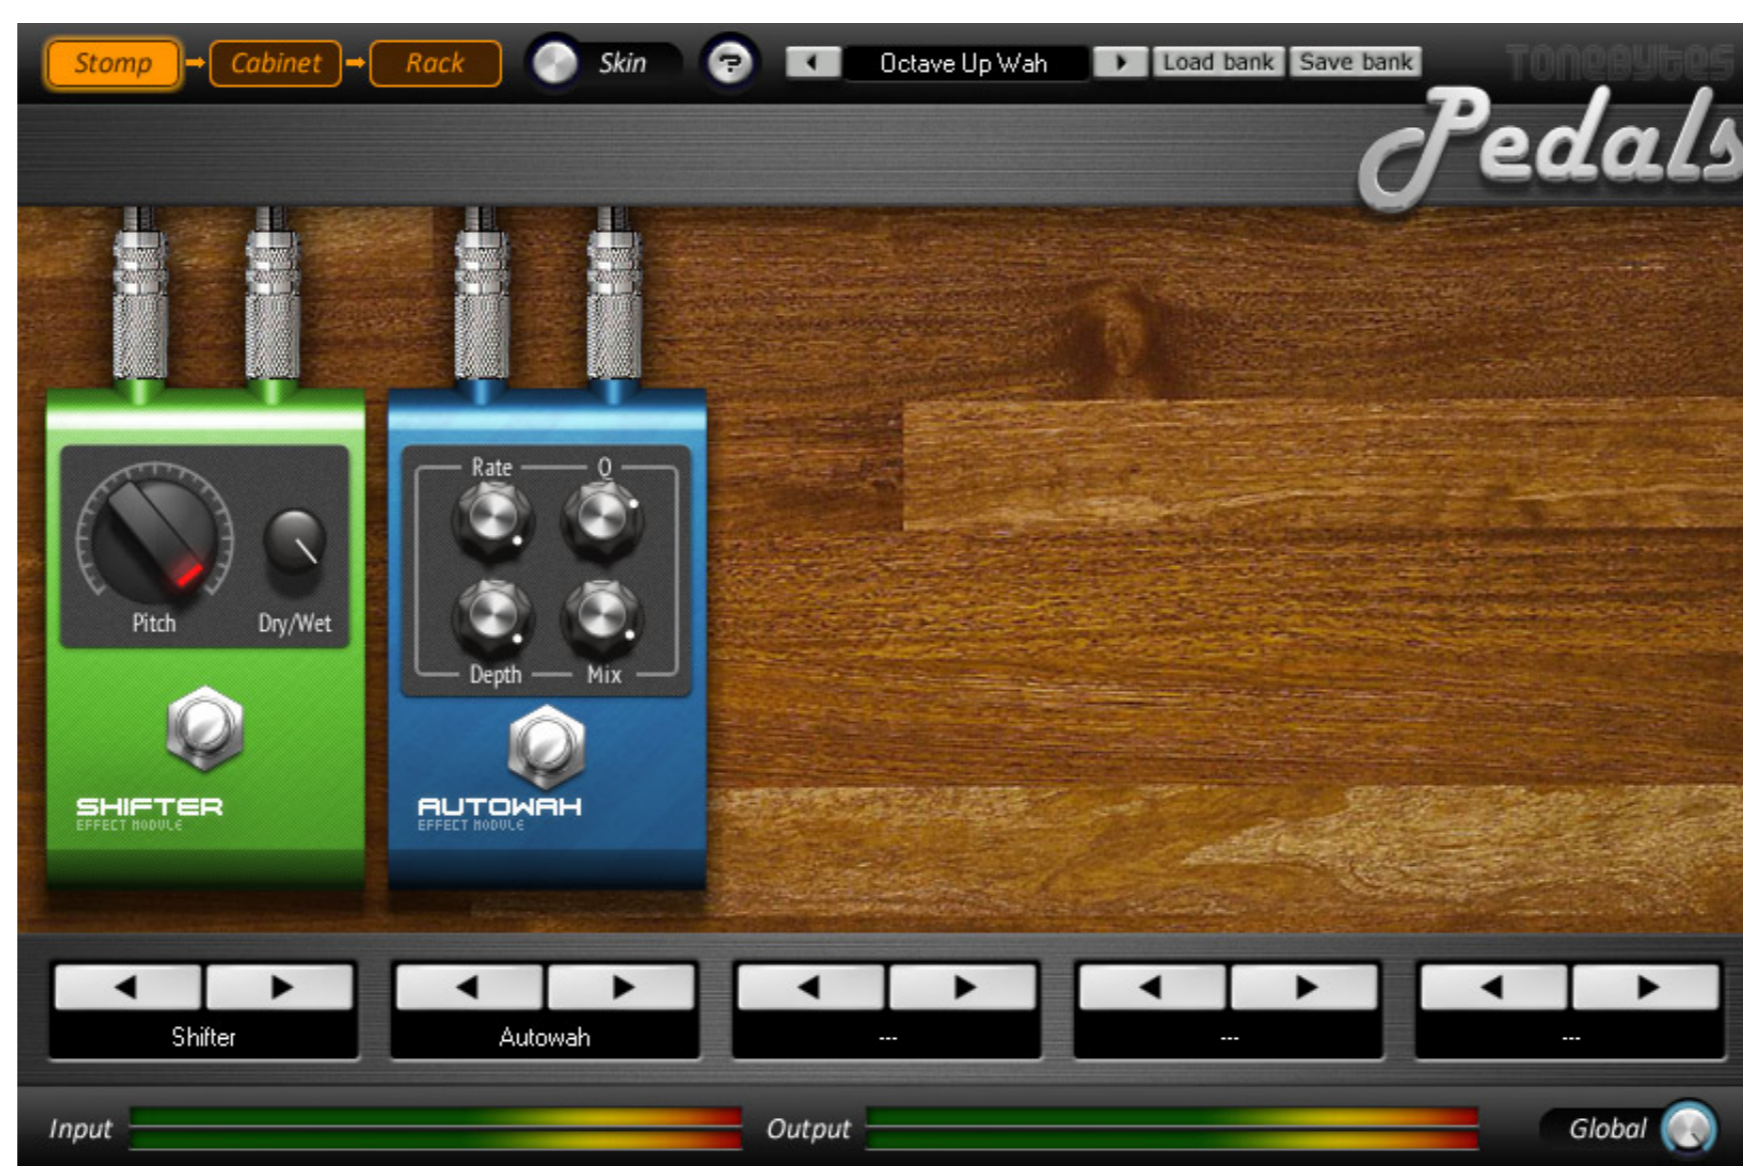 Stomp
Cabinet
Rack
Skin
?
Octave Up Wah
Load bank
Save bank
TONEBYTES
Pedals
Rate
Q
Pitch
Dry/Wet
Depth
Mix
SHIFTER
EFFECT MODULE
AUTOWAH
EFFECT MODULE
Shifter
Autowah
---
---
---
Input
Output
Global